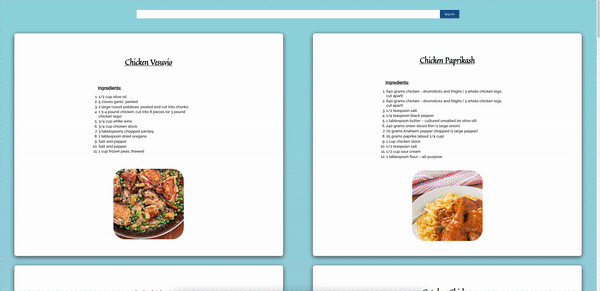 Search
Chicken Vesuvio
Ingredients:
1. 1/2 cup olive oil
2. 5 cloves garlic, peeled
3. 2 large russet potatoes, peeled and cut into chunks
4. 1 3-4 pound chicken, cut into 8 pieces (or 3 pound
chicken legs)
5. 3/4 cup white wine
6. 3/4 cup chicken stock
7. 3 tablespoons chopped parsley
8. 1 tablespoon dried oregano
9. Salt and pepper
10. Salt and pepper
11. 1 cup frozen peas, thawed
Chicken Paprikash
Ingredients:
1. 640 grams chicken - drumsticks and thighs ( 3 whole chicken legs
cut apart)
2. 640 grams chicken - drumsticks and thighs ( 3 whole chicken legs
cut apart)
3. 1/2 teaspoon salt
4. 1/4 teaspoon black pepper
5. 1 tablespoon butter – cultured unsalted (or olive oil)
6. 240 grams onion sliced thin (1 large onion)
7. 70 grams Anaheim pepper chopped (1 large pepper)
8. 25 grams paprika (about 1/4 cup)
9. 1 cup chicken stock
10. 1/2 teaspoon salt
11. 1/2 cup sour cream
12. 1 tablespoon flour – all-purpose